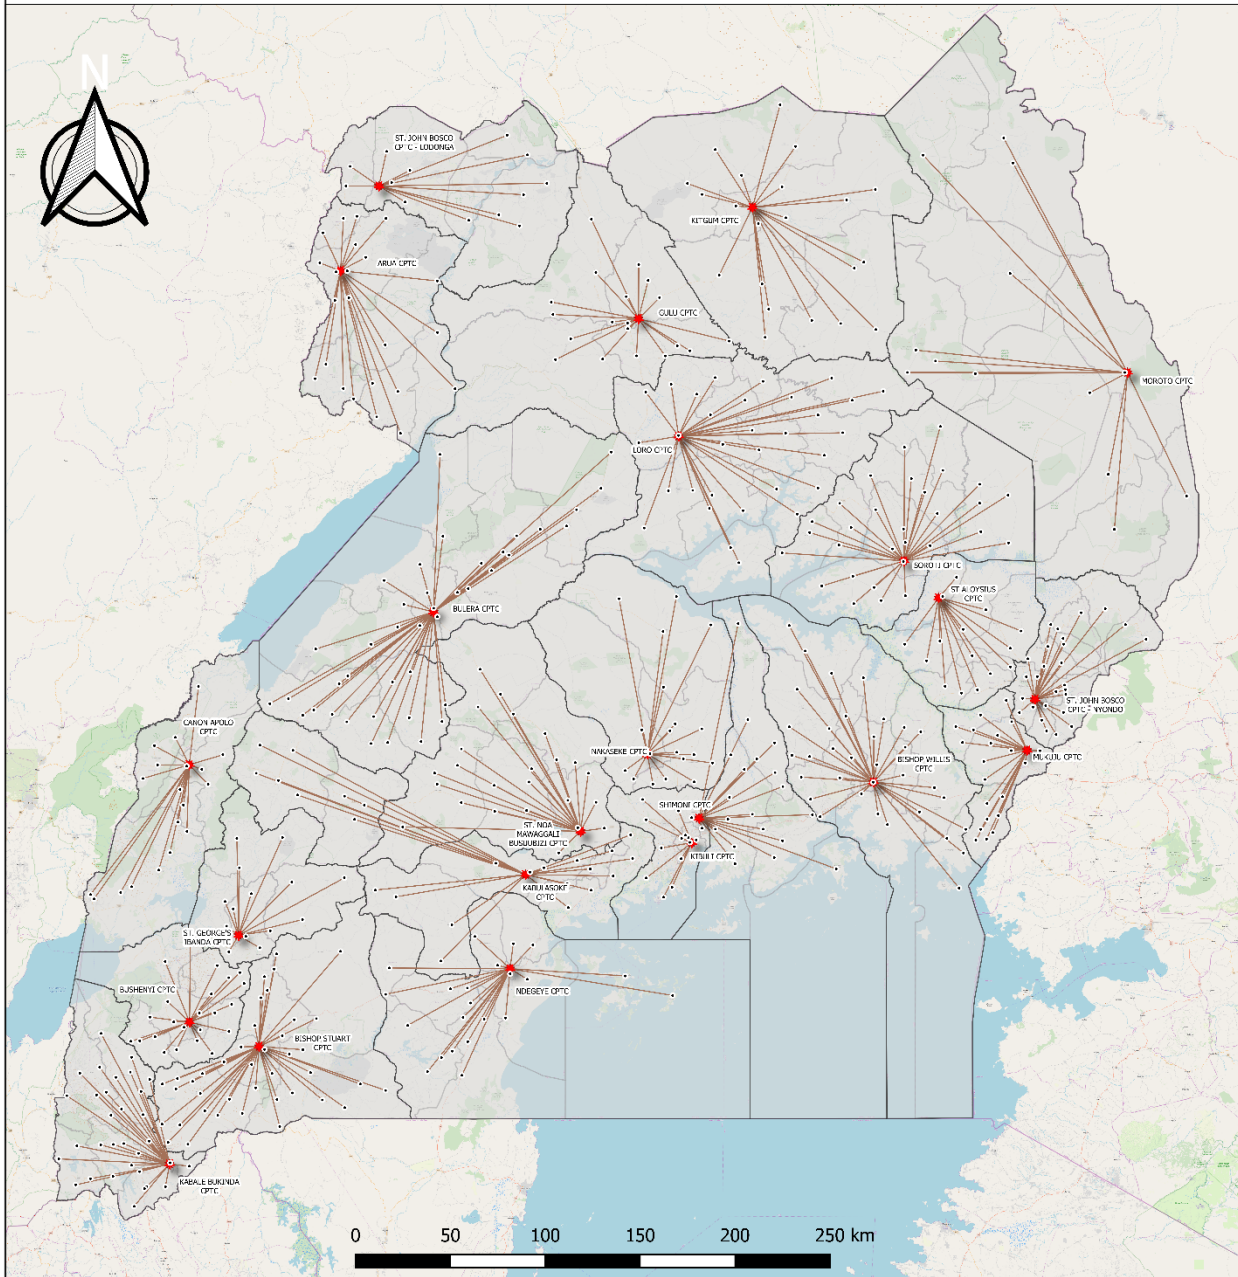 N
ST. JOHN BOSCO
CPTC - LODONGA
KITGUM CPTC
ARUA CPTC
GULU CPTC
MOROTO CPTC
LORO CPTC
SOROTI CPTC
ST ALOYSIUS
CPTC
BULERA CPTC
ST. JOHN BOSCO
CPTC - NYONDO
CANON APOLO
CPTC
NAKASEKE CPTC
MUKUJU CPTC
BISHOP WILLIS
CPTC
SHIMONI CPTC
ST. NOA
MAWAGGALI
BUSUUBIZI CPTC
KIBULI CPTC
KABULASOKE
CPTC
ST. GEORGE'S
IBANDA CPTC
BUSHENYI CPTC
NDEGEYE CPTC
BISHOP STUART
CPTC
KABALE BUKINDA
CPTC
0 50 100 150 200 250 km